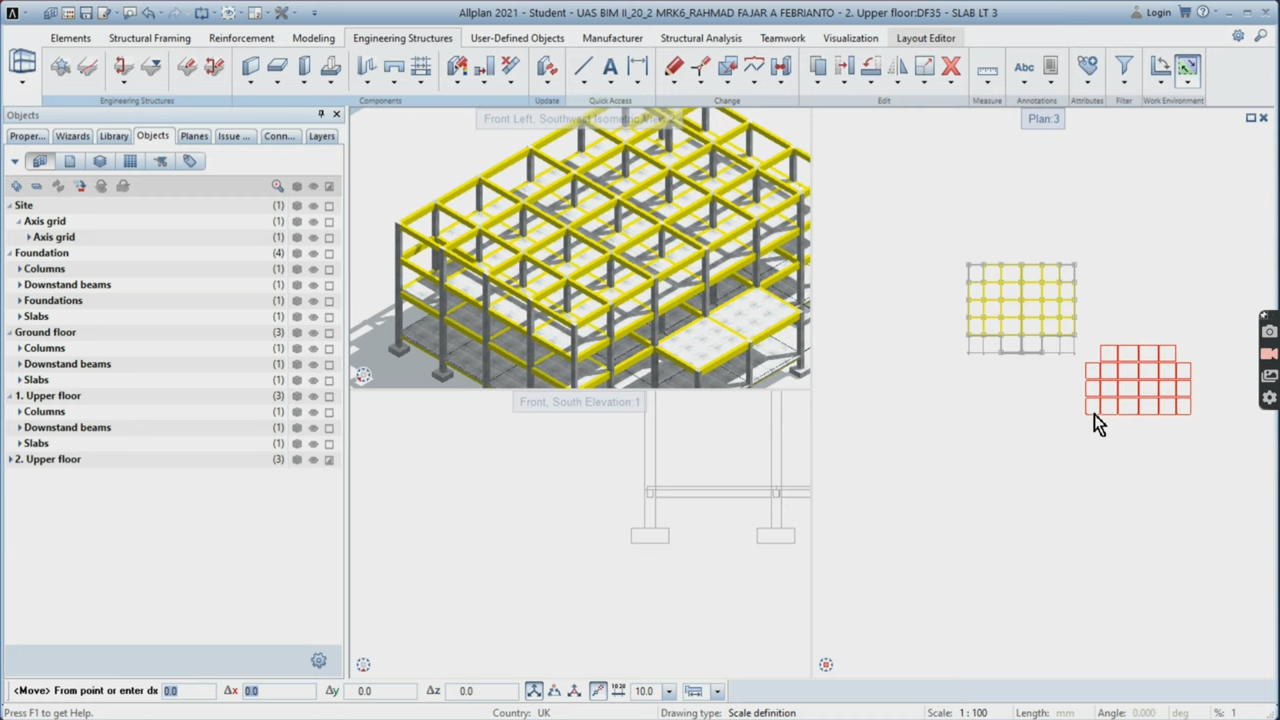 Allplan 2021 - Student - UAS BIM II_20_2 MRK6_RAHMAD FAJAR A FEBRIANTO - 2. Upper floor:DF35 - SLAB LT 3
Login
Elements
Structural Framing
Reinforcement
Modeling
Engineering Structures
User-Defined Objects
Manufacturer
Structural Analysis
Teamwork
Visualization
Layout Editor
Abc
Engineering Structures
Components
Update
Quick Access
Change
Edit
Measure
Annotations
Attributes
Filter
Work Environment
Objects
Proper...
Wizards
Library
Objects
Planes
Issue ...
Conn...
Layers
Site (1)
Axis grid (1)
Axis grid (1)
Foundation (4)
Columns (1)
Downstand beams (1)
Foundations (1)
Slabs (1)
Ground floor (3)
Columns (1)
Downstand beams (1)
Slabs (1)
1. Upper floor (3)
Columns (1)
Downstand beams (1)
Slabs (1)
2. Upper floor (3)
Front Left, Southwest Isometric View:2
Plan:3
Front, South Elevation:1
<Move> From point or enter dx 0.0 Δx 0.0 Δy 0.0 Δz 0.0 10.0
Press F1 to get Help.
Country: UK
Drawing type: Scale definition
Scale: 1 : 100
Length: mm
Angle: 0.000 deg
%: 1